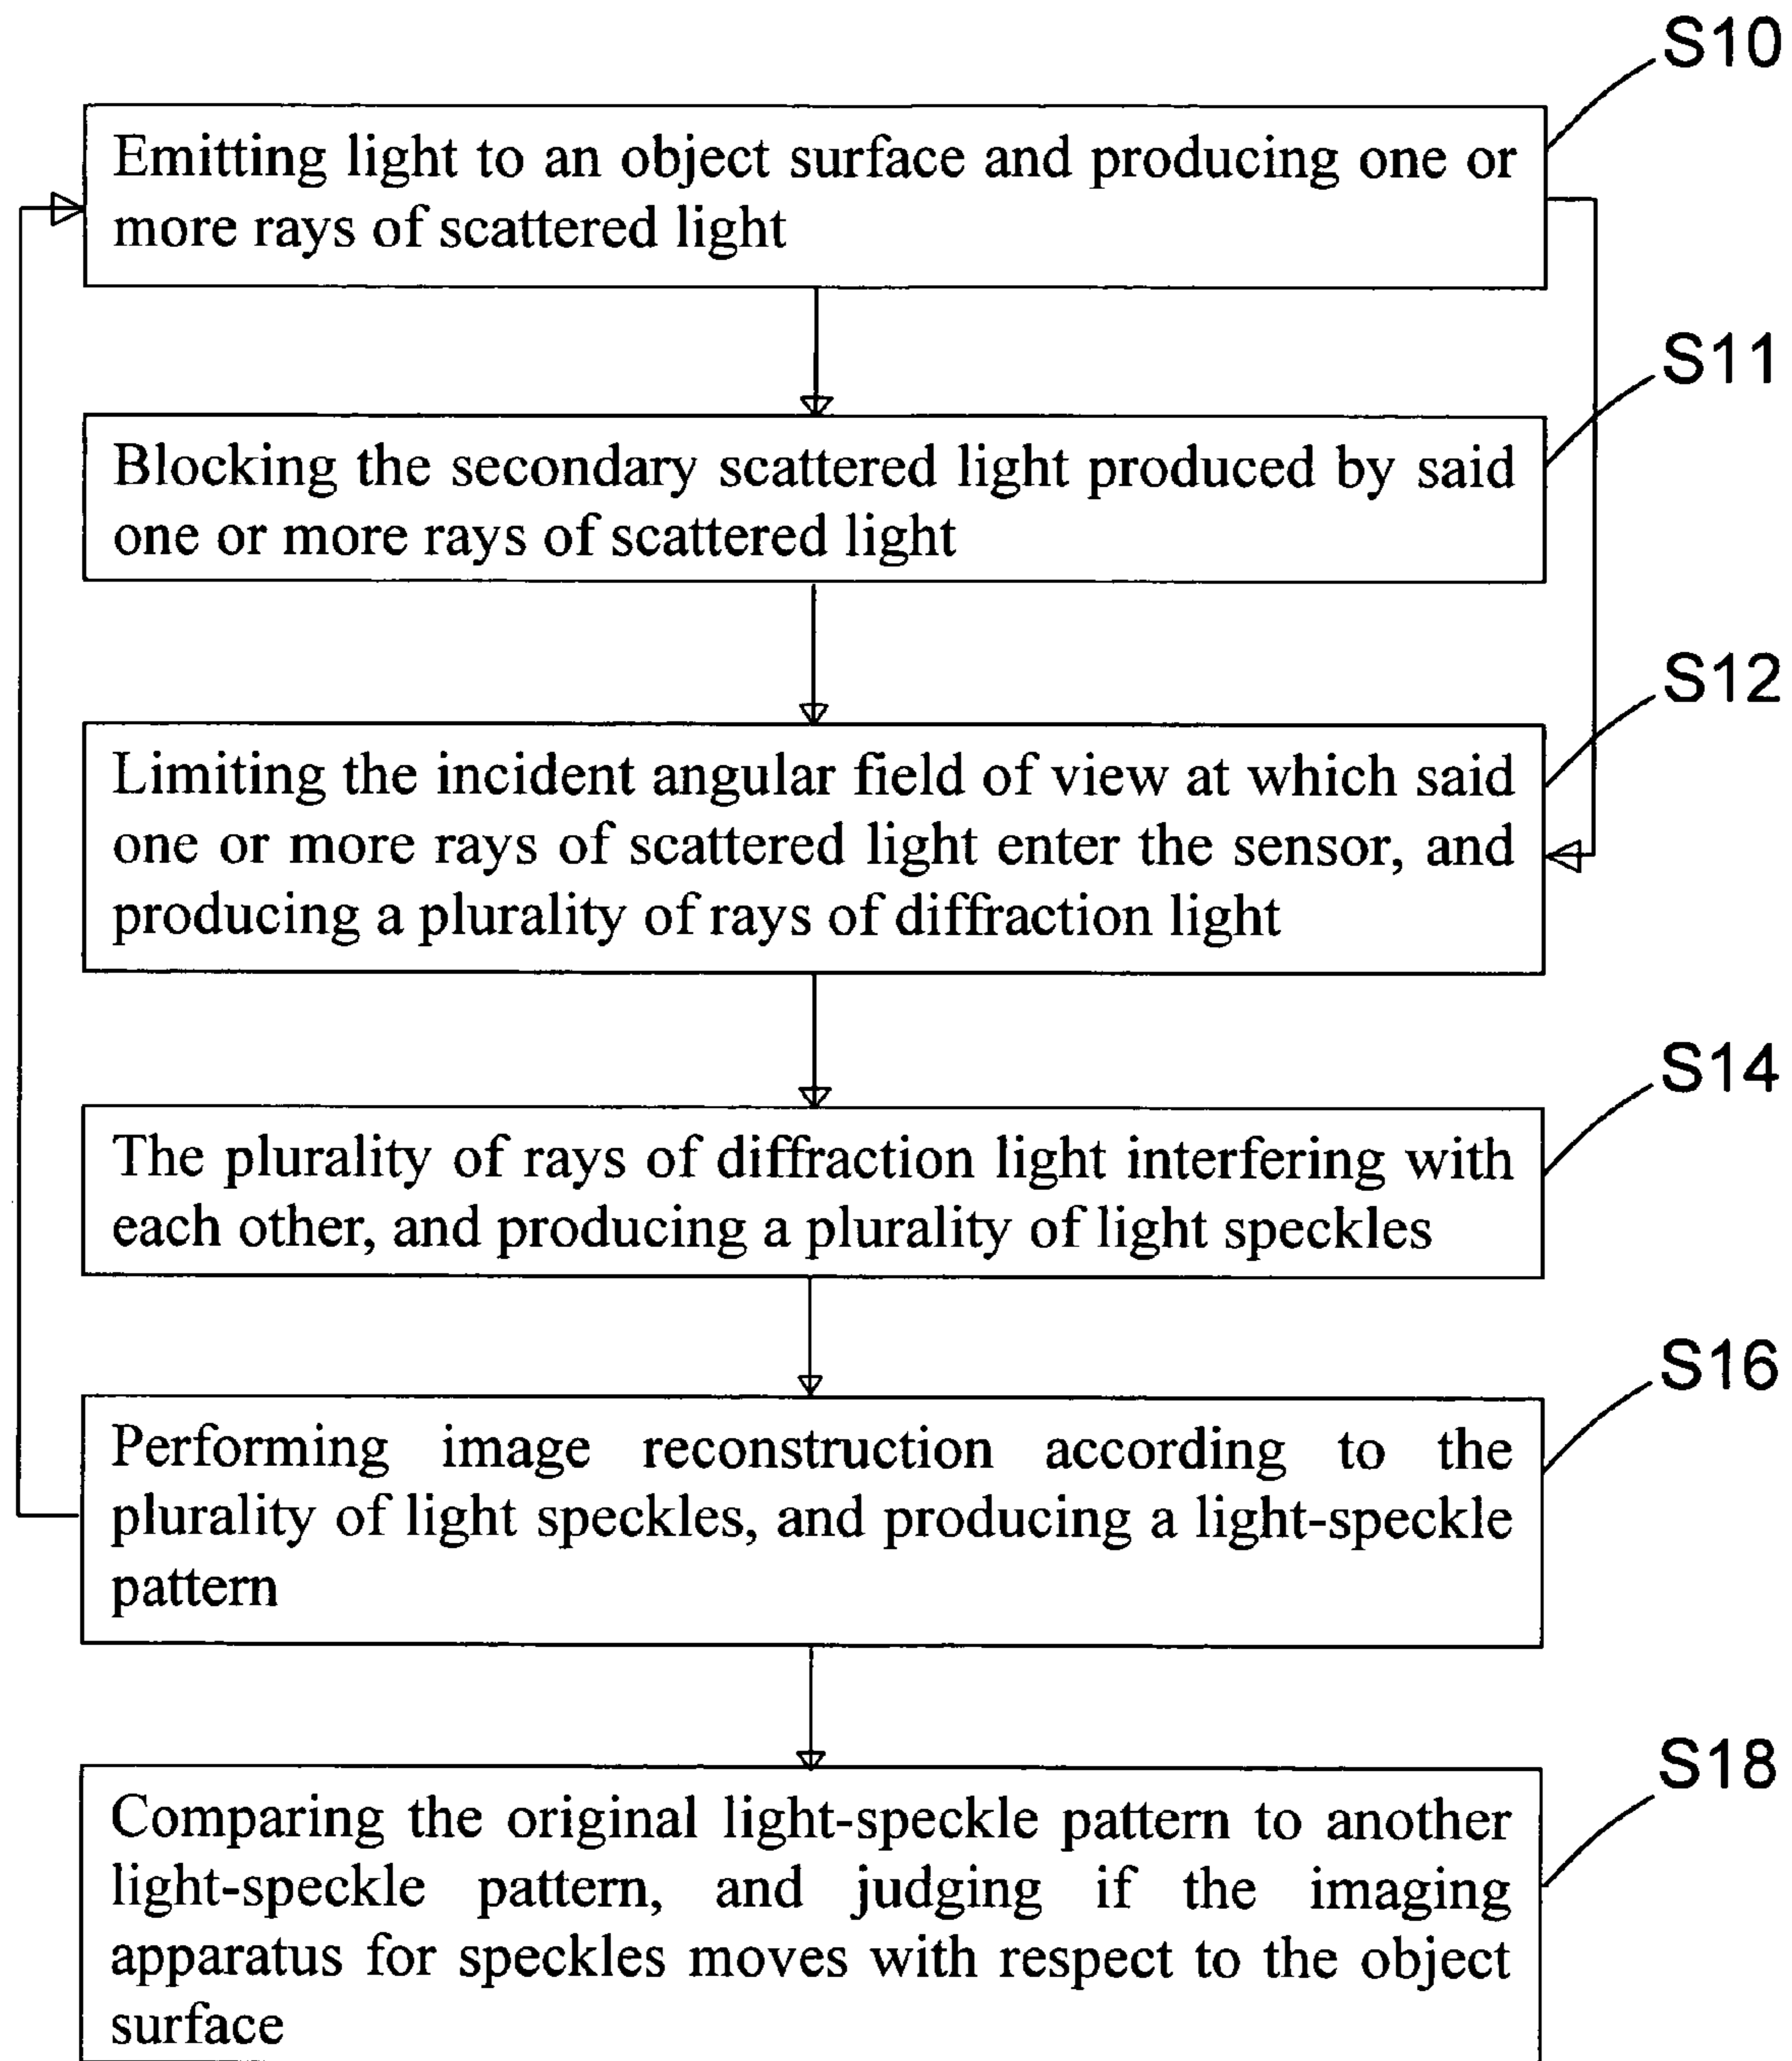 S10
Emitting light to an object surface and producing one or
more rays of scattered light
S11
Blocking the secondary scattered light produced by said
one or more rays of scattered light
S12
Limiting the incident angular field of view at which said
one or more rays of scattered light enter the sensor, and
producing a plurality of rays of diffraction light
S14
The plurality of rays of diffraction light interfering with
each other, and producing a plurality of light speckles
S16
Performing image reconstruction according to the
plurality of light speckles, and producing a light-speckle
pattern
S18
Comparing the original light-speckle pattern to another
light-speckle pattern, and judging if the imaging
apparatus for speckles moves with respect to the object
surface